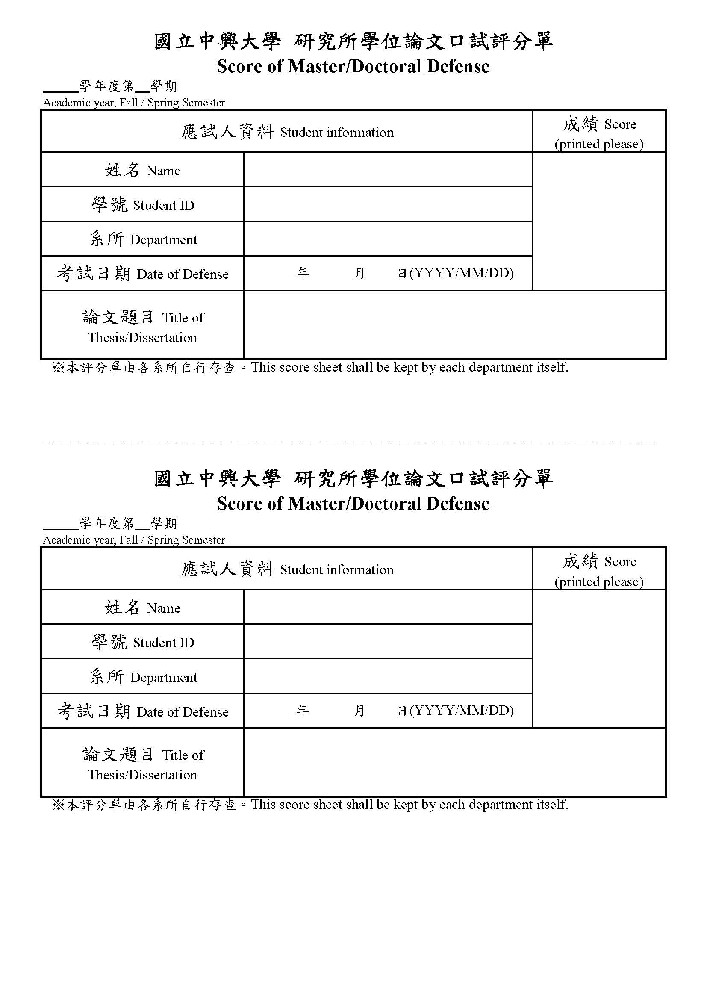 國立中興大學 研究所學位論文口試評分單
Score of Master/Doctoral Defense
_____學年度第__學期
Academic year, Fall / Spring Semester
應試人資料 Student information
成績 Score
(printed please)
姓名 Name
學號 Student ID
系所 Department
考試日期 Date of Defense
年 月 日(YYYY/MM/DD)
論文題目 Title of
Thesis/Dissertation
※本評分單由各系所自行存查。This score sheet shall be kept by each department itself.
國立中興大學 研究所學位論文口試評分單
Score of Master/Doctoral Defense
_____學年度第__學期
Academic year, Fall / Spring Semester
應試人資料 Student information
成績 Score
(printed please)
姓名 Name
學號 Student ID
系所 Department
考試日期 Date of Defense
年 月 日(YYYY/MM/DD)
論文題目 Title of
Thesis/Dissertation
※本評分單由各系所自行存查。This score sheet shall be kept by each department itself.